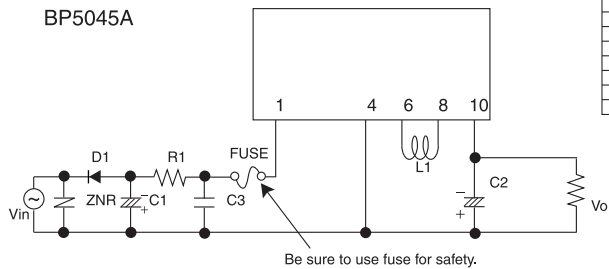 BP5045A
1 4 6 8 10
L1
D1 R1 FUSE
Vin ZNR − C1 + C3
− C2 +
Vo
Be sure to use fuse for safety.